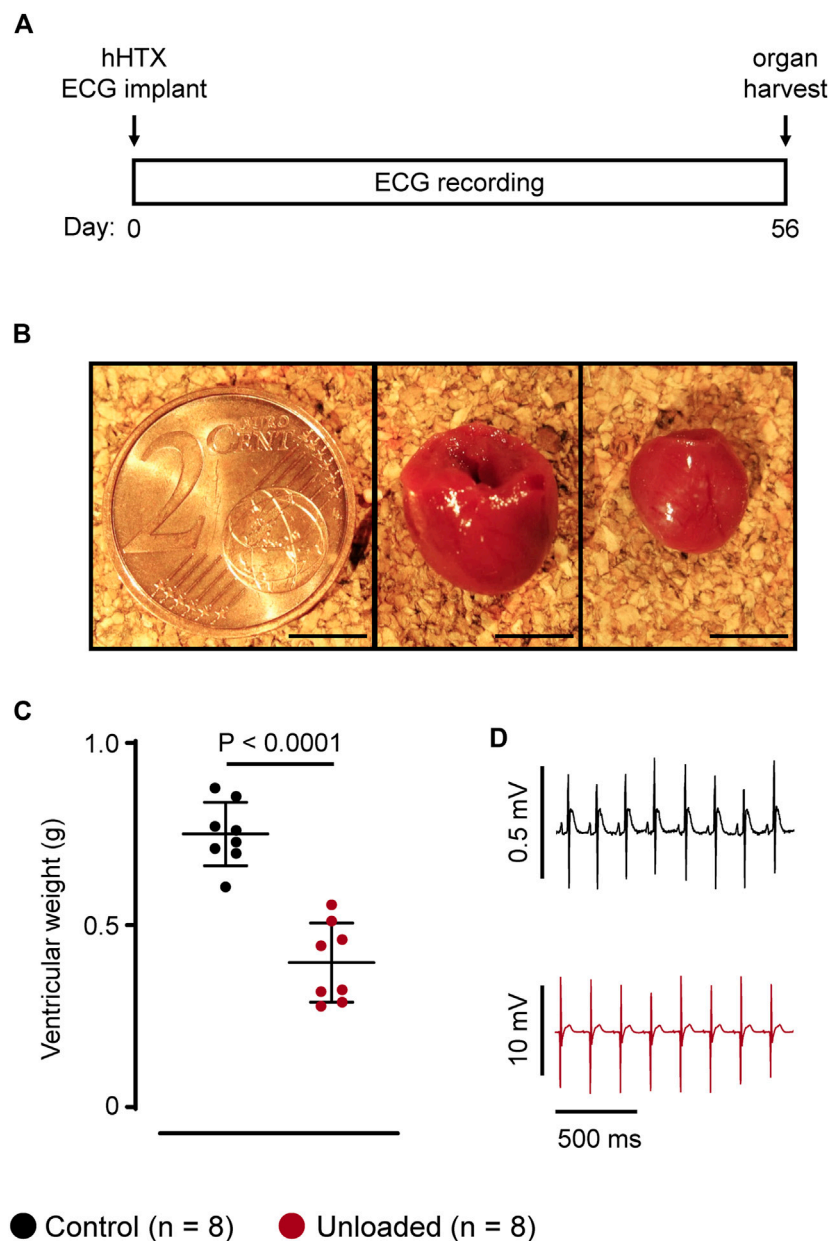 A
hHTX
ECG implant
organ
harvest
ECG recording
Day: 0
56
B
2
EURO
CENT
C
P < 0.0001
1.0
0.5
0
Ventricular weight (g)
D
0.5 mV
10 mV
500 ms
Control (n = 8)
Unloaded (n = 8)